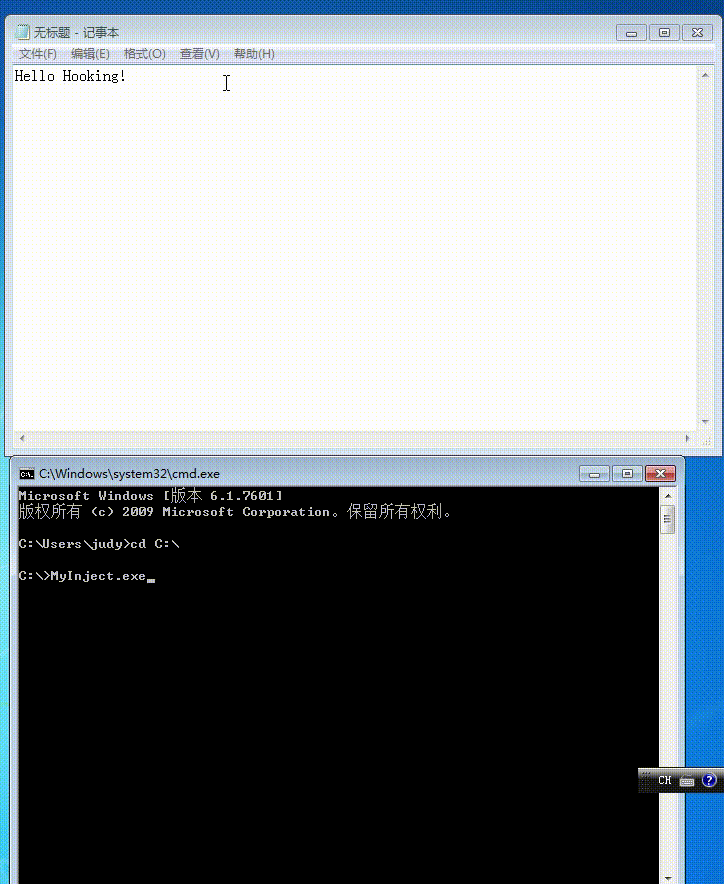 无标题 - 记事本
文件(F) 编辑(E) 格式(O) 查看(V) 帮助(H)
Hello Hooking!
C:\Windows\system32\cmd.exe
Microsoft Windows [版本 6.1.7601]
版权所有 (c) 2009 Microsoft Corporation。保留所有权利。
C:\Users\judy>cd C:\
C:\>MyInject.exe
CH